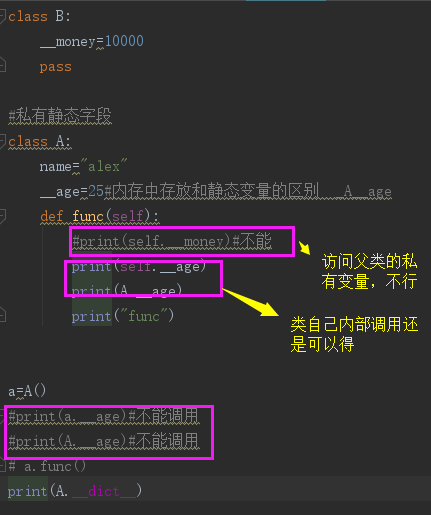 class B:
    __money=10000
    pass
#私有静态字段
class A:
    name="alex"
    __age=25#内存中存放和静态变量的区别  _A__age
    def func(self):
        #print(self.__money)#不能
        print(self.__age)
        print(A.__age)
        print("func")
访问父类的私
有变量，不行
类自己内部调用还
是可以得
a=A()
#print(a.__age)#不能调用
#print(A.__age)#不能调用
# a.func()
print(A.__dict__)